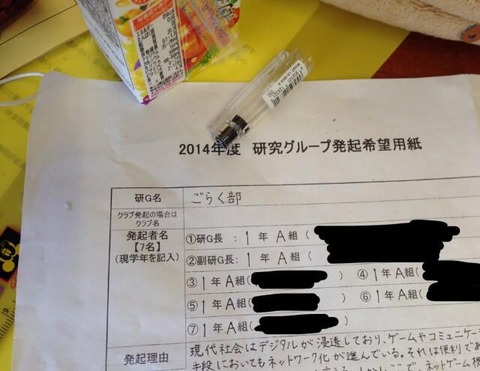 2014年度 研究グループ発起希望用紙
研G名 ごらく部
クラブ発起の場合は
クラブ名
発起者名
【7名】
(現学年を記入)
①研G長: 1年 A組(
②副研G長: 1年 A組(
③1年A組( ) ④1年A組(
⑤1年A組( ) ⑥1年A組(
⑦1年A組( )
発起理由
現代社会はデジタルが浸透しており、ゲームやコミュニケー
手段においてもネットワーク化が進んでいる。それは便利であ